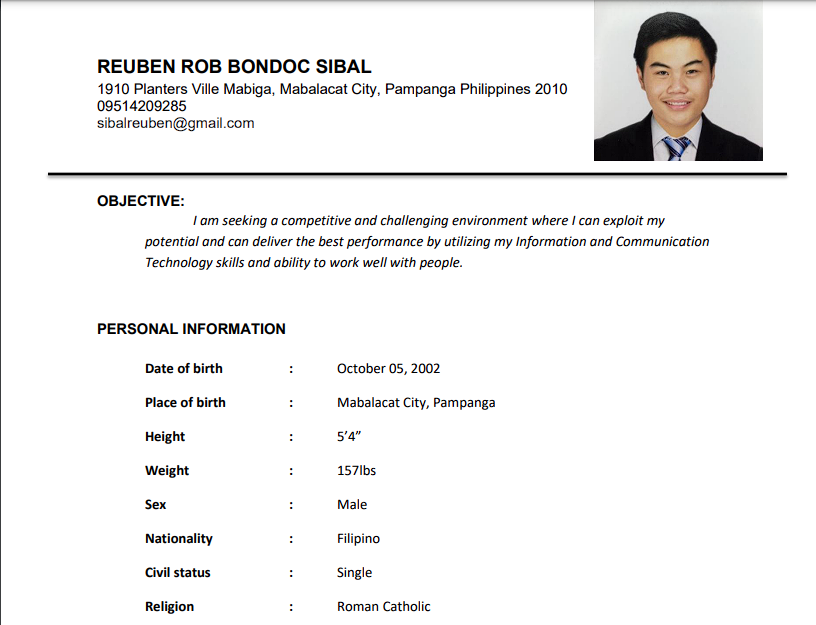 REUBEN ROB BONDOC SIBAL
1910 Planters Ville Mabiga, Mabalacat City, Pampanga Philippines 2010
09514209285
sibalreuben@gmail.com
OBJECTIVE:
I am seeking a competitive and challenging environment where I can exploit my
potential and can deliver the best performance by utilizing my Information and Communication
Technology skills and ability to work well with people.
PERSONAL INFORMATION
Date of birth : October 05, 2002
Place of birth : Mabalacat City, Pampanga
Height : 5’4”
Weight : 157lbs
Sex : Male
Nationality : Filipino
Civil status : Single
Religion : Roman Catholic